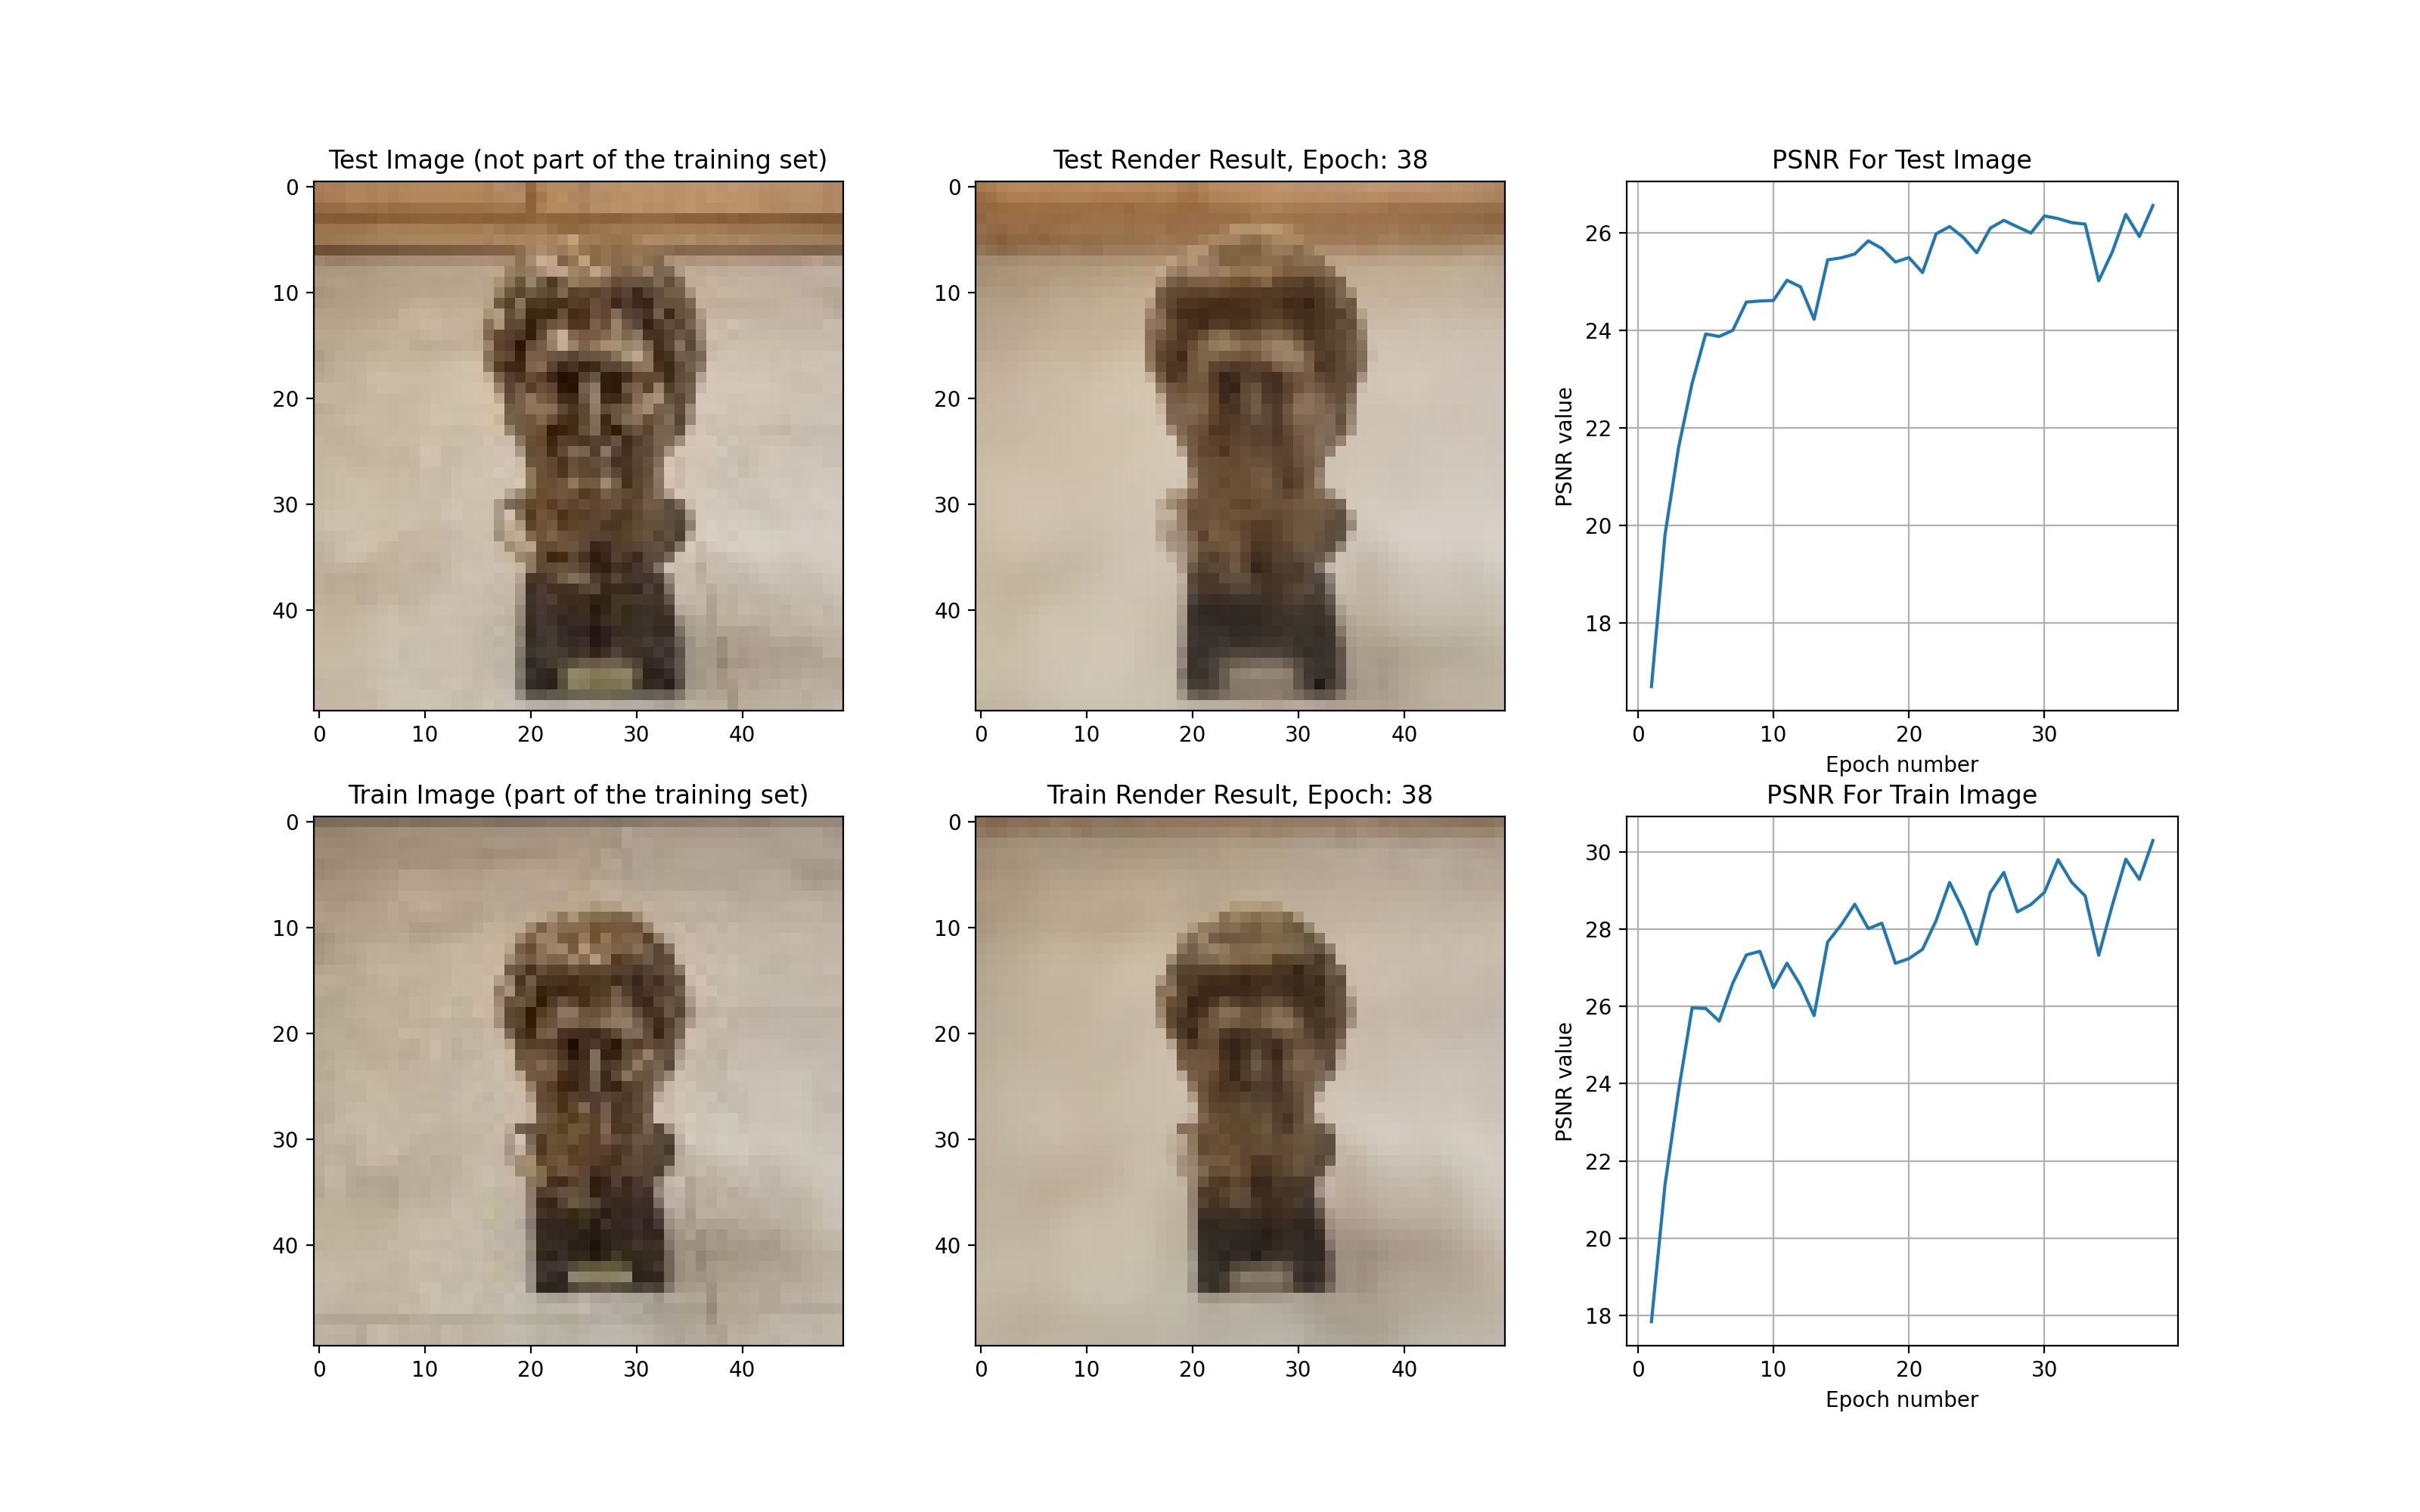 Test Image (not part of the training set)
0
10
20
30
40
0 10 20 30 40
Test Render Result, Epoch: 38
0
10
20
30
40
0 10 20 30 40
PSNR For Test Image
PSNR value
26
24
22
20
18
0 10 20 30
Epoch number
Train Image (part of the training set)
0
10
20
30
40
0 10 20 30 40
Train Render Result, Epoch: 38
0
10
20
30
40
0 10 20 30 40
PSNR For Train Image
PSNR value
30
28
26
24
22
20
18
0 10 20 30
Epoch number